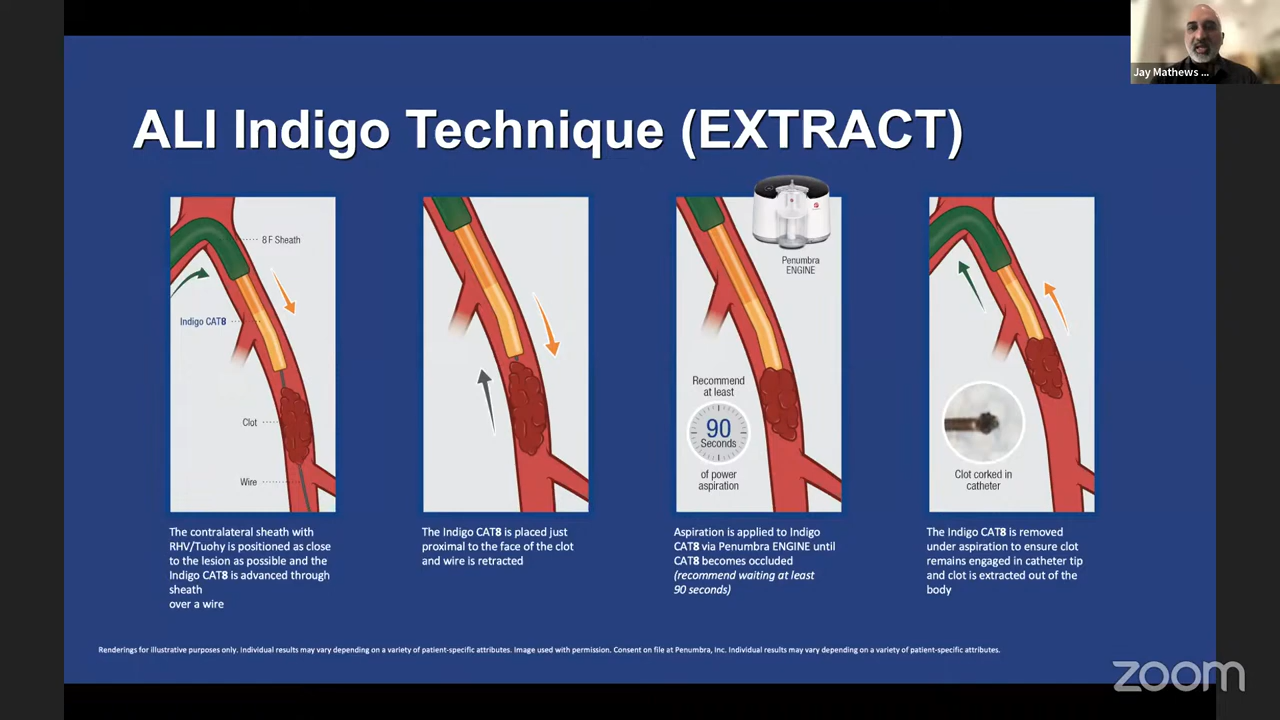 Jay Mathews ...
ALI Indigo Technique (EXTRACT)
8 F Sheath
Indigo CAT8
Clot
Wire
The contralateral sheath with
RHV/Tuohy is positioned as close
to the lesion as possible and the
Indigo CAT8 is advanced through
sheath
over a wire
The Indigo CAT8 is placed just
proximal to the face of the clot
and wire is retracted
Penumbra
ENGINE
Recommend
at least
90
Seconds
of power
aspiration
Aspiration is applied to Indigo
CAT8 via Penumbra ENGINE until
CAT8 becomes occluded
(recommend waiting at least
90 seconds)
Clot corked in
catheter
The Indigo CAT8 is removed
under aspiration to ensure clot
remains engaged in catheter tip
and clot is extracted out of the
body
Renderings for illustrative purposes only. Individual results may vary depending on a variety of patient-specific attributes. Image used with permission. Consent on file at Penumbra, Inc. Individual results may vary depending on a variety of patient-specific attributes.
zoom